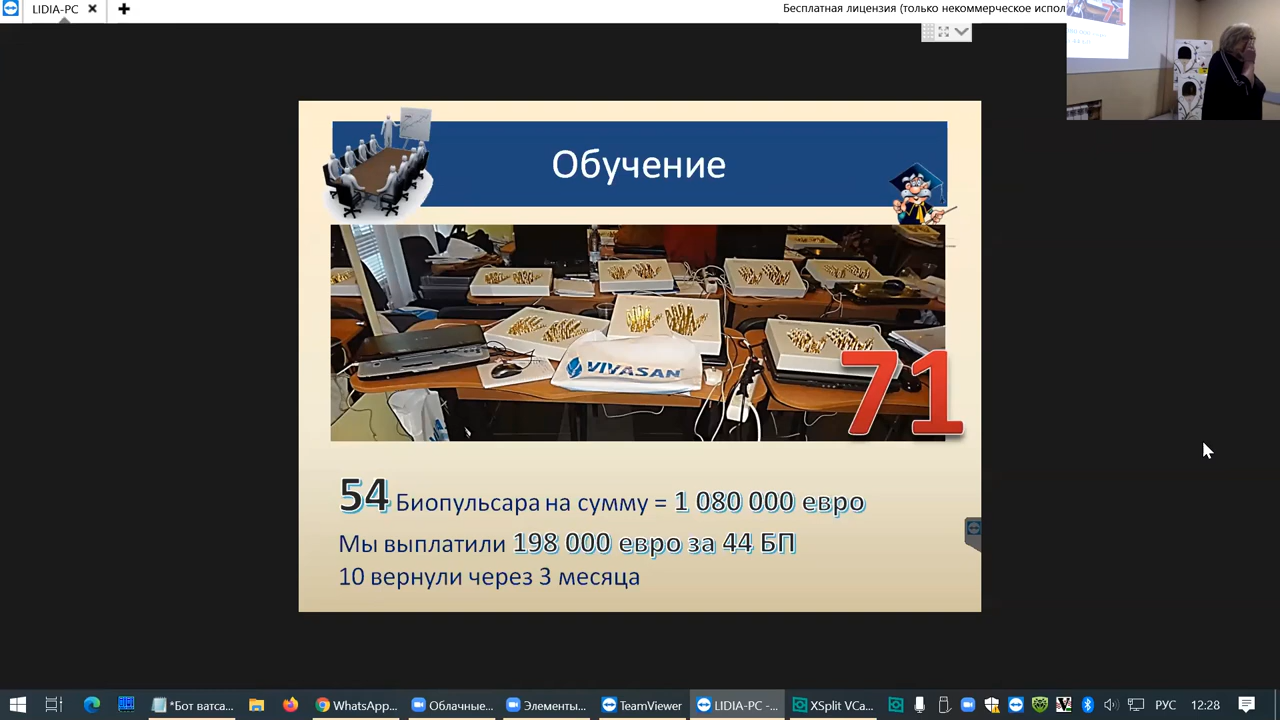 LIDIA-PC
Бесплатная лицензия (только некоммерческое испол
Обучение
VIVASAN
71
54 Биопульсара на сумму = 1 080 000 евро
Мы выплатили 198 000 евро за 44 БП
10 вернули через 3 месяца
*Бот ватса...
WhatsApp...
Облачные...
Элементы...
TeamViewer
LIDIA-PC -...
XSplit VCa...
РУС
12:28